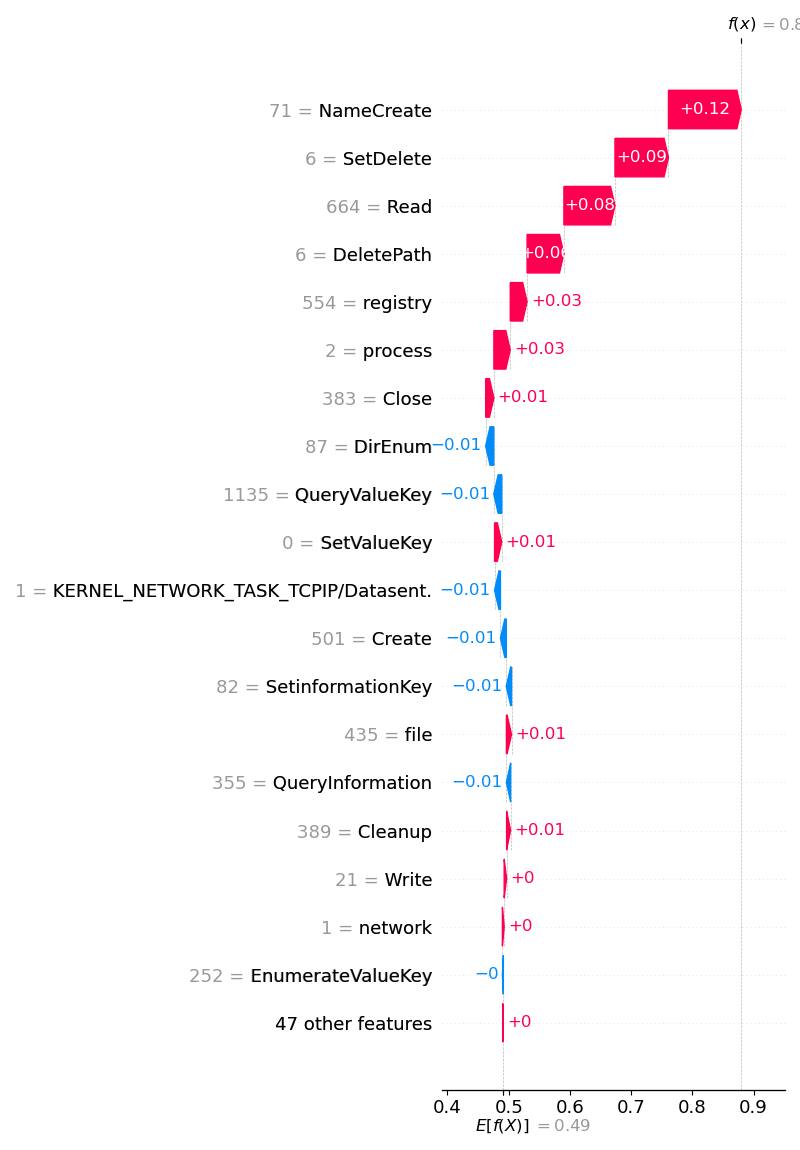 f(x) = 0.8
71 = NameCreate +0.12
6 = SetDelete +0.09
664 = Read +0.08
6 = DeletePath +0.06
554 = registry +0.03
2 = process +0.03
383 = Close +0.01
87 = DirEnum −0.01
1135 = QueryValueKey −0.01
0 = SetValueKey +0.01
1 = KERNEL_NETWORK_TASK_TCPIP/Datasent. −0.01
501 = Create −0.01
82 = SetinformationKey −0.01
435 = file +0.01
355 = QueryInformation −0.01
389 = Cleanup +0.01
21 = Write +0
1 = network +0
252 = EnumerateValueKey −0
47 other features +0
0.4 0.5 0.6 0.7 0.8 0.9
E[f(X)] = 0.49